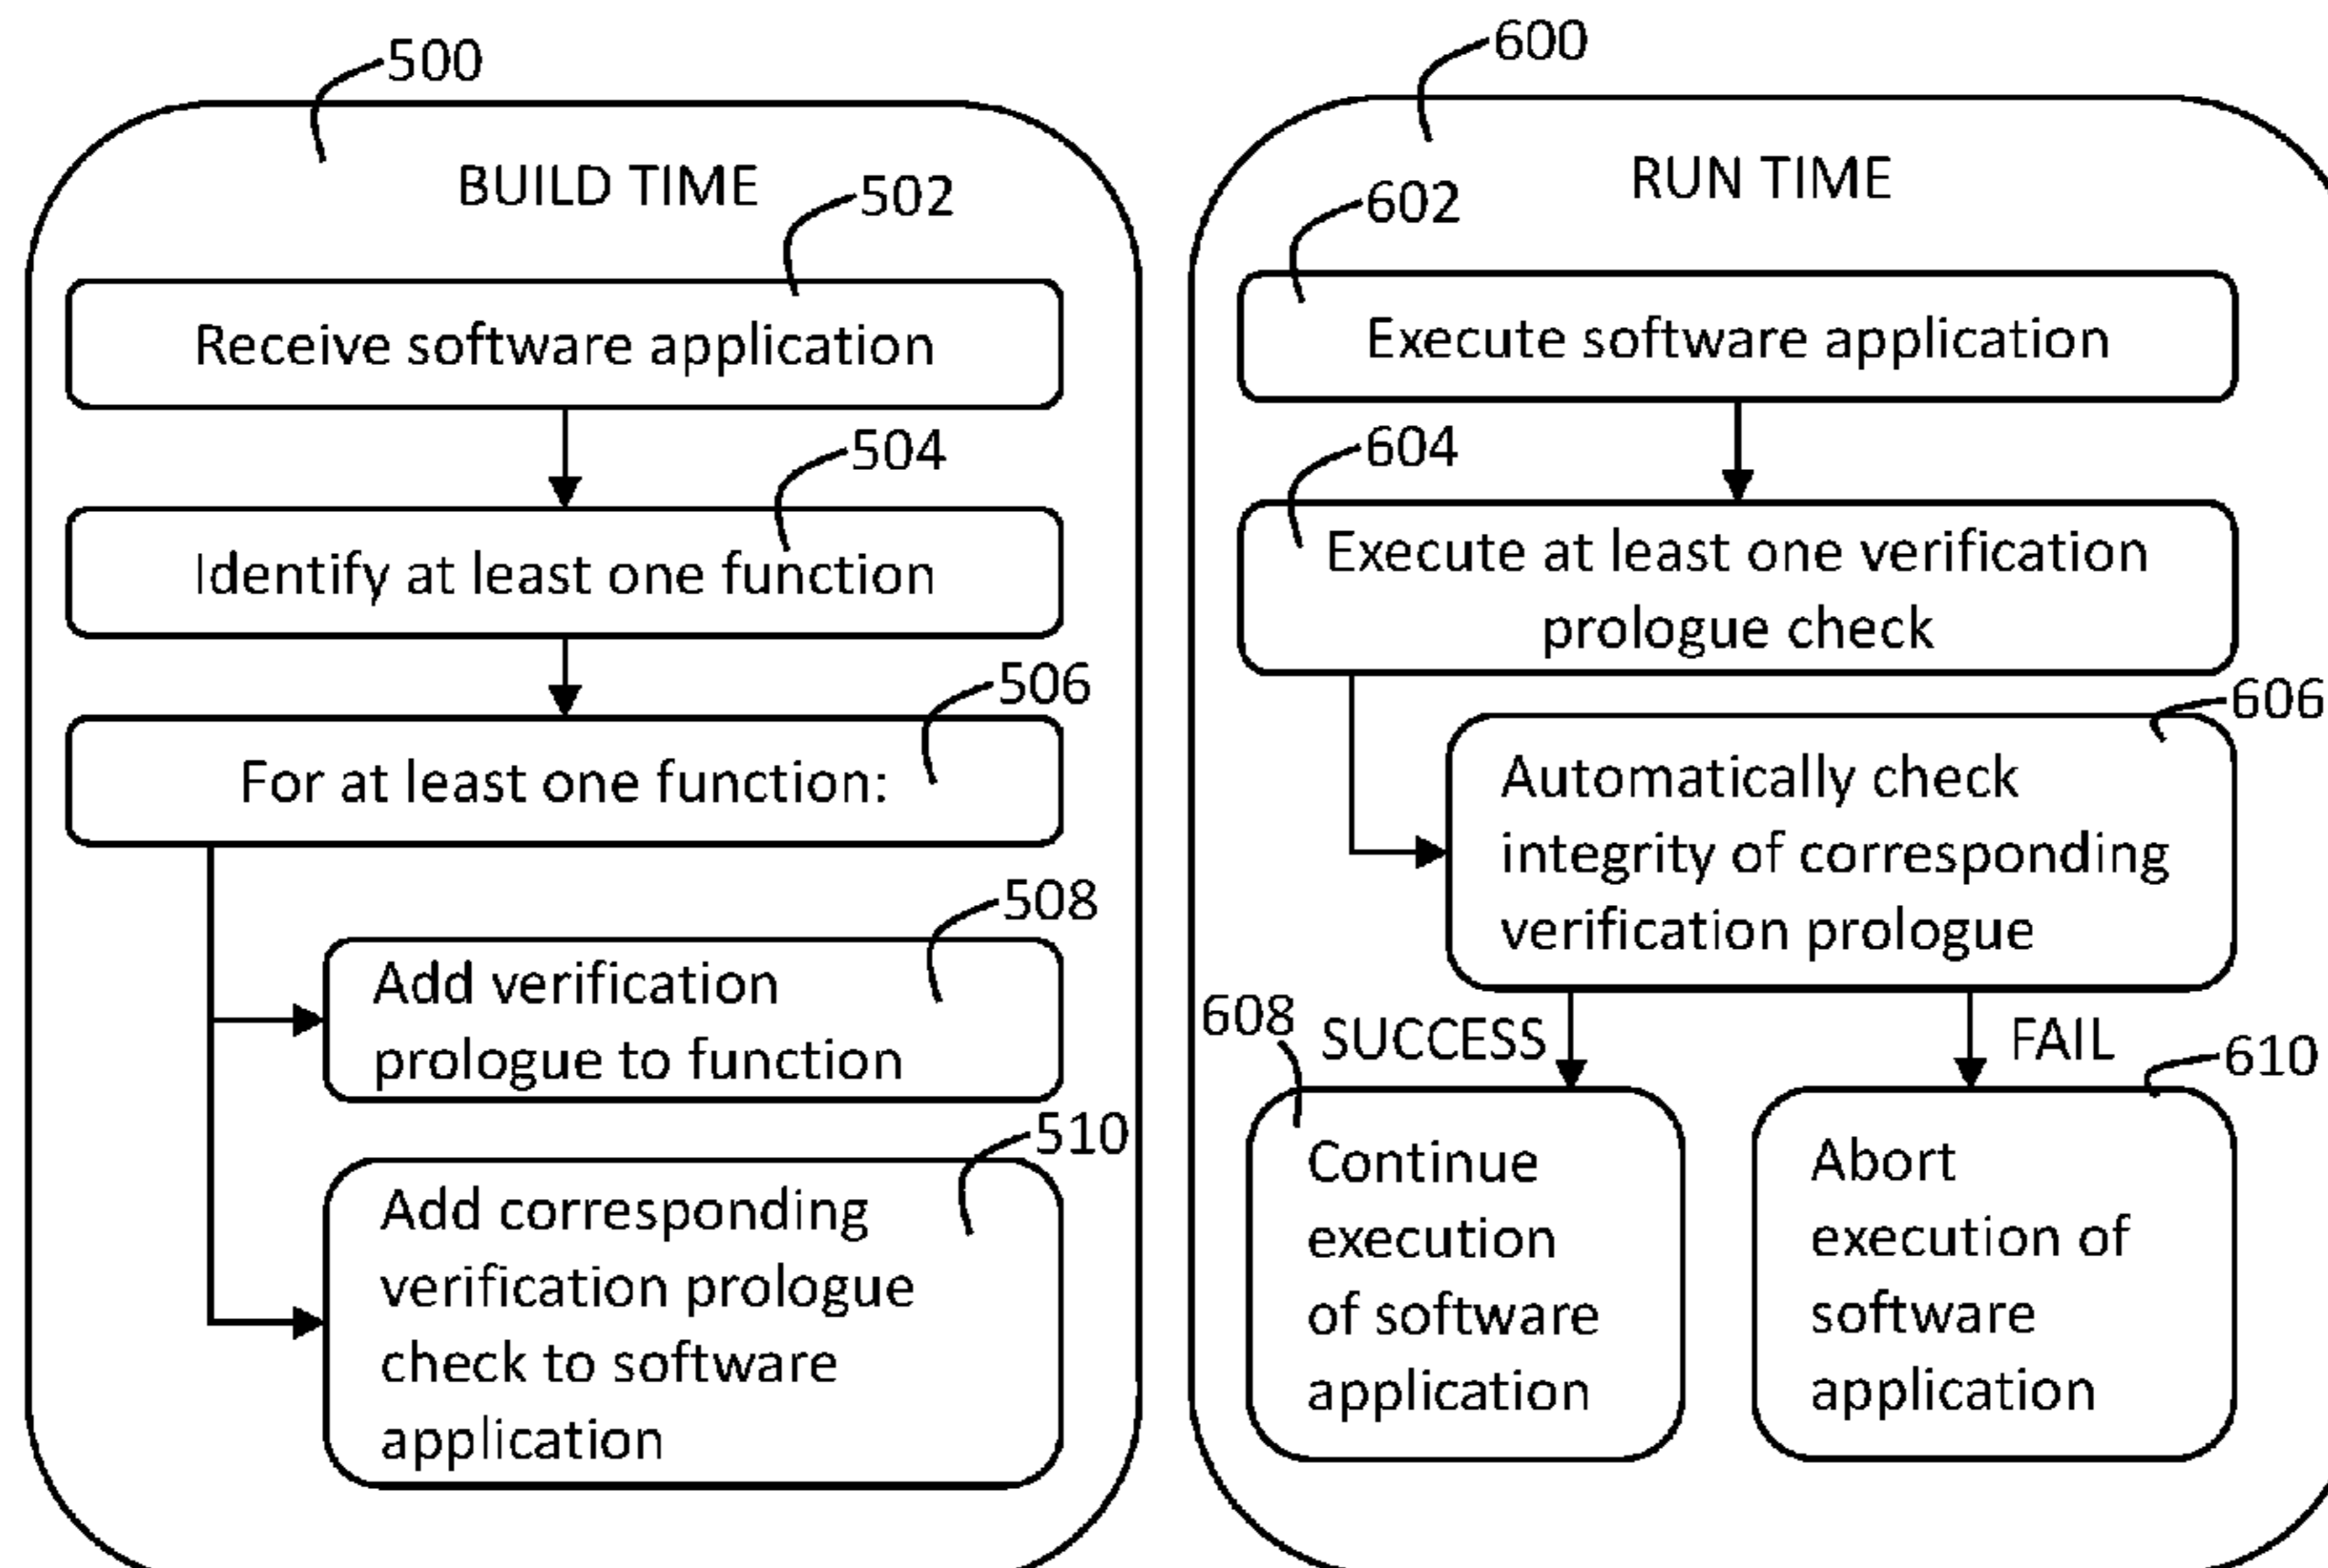 500
BUILD TIME
502
Receive software application
504
Identify at least one function
506
For at least one function:
508
Add verification
prologue to function
510
Add corresponding
verification prologue
check to software
application
600
RUN TIME
602
Execute software application
604
Execute at least one verification
prologue check
606
Automatically check
integrity of corresponding
verification prologue
608
SUCCESS
FAIL
610
Continue
execution
of software
application
Abort
execution of
software
application